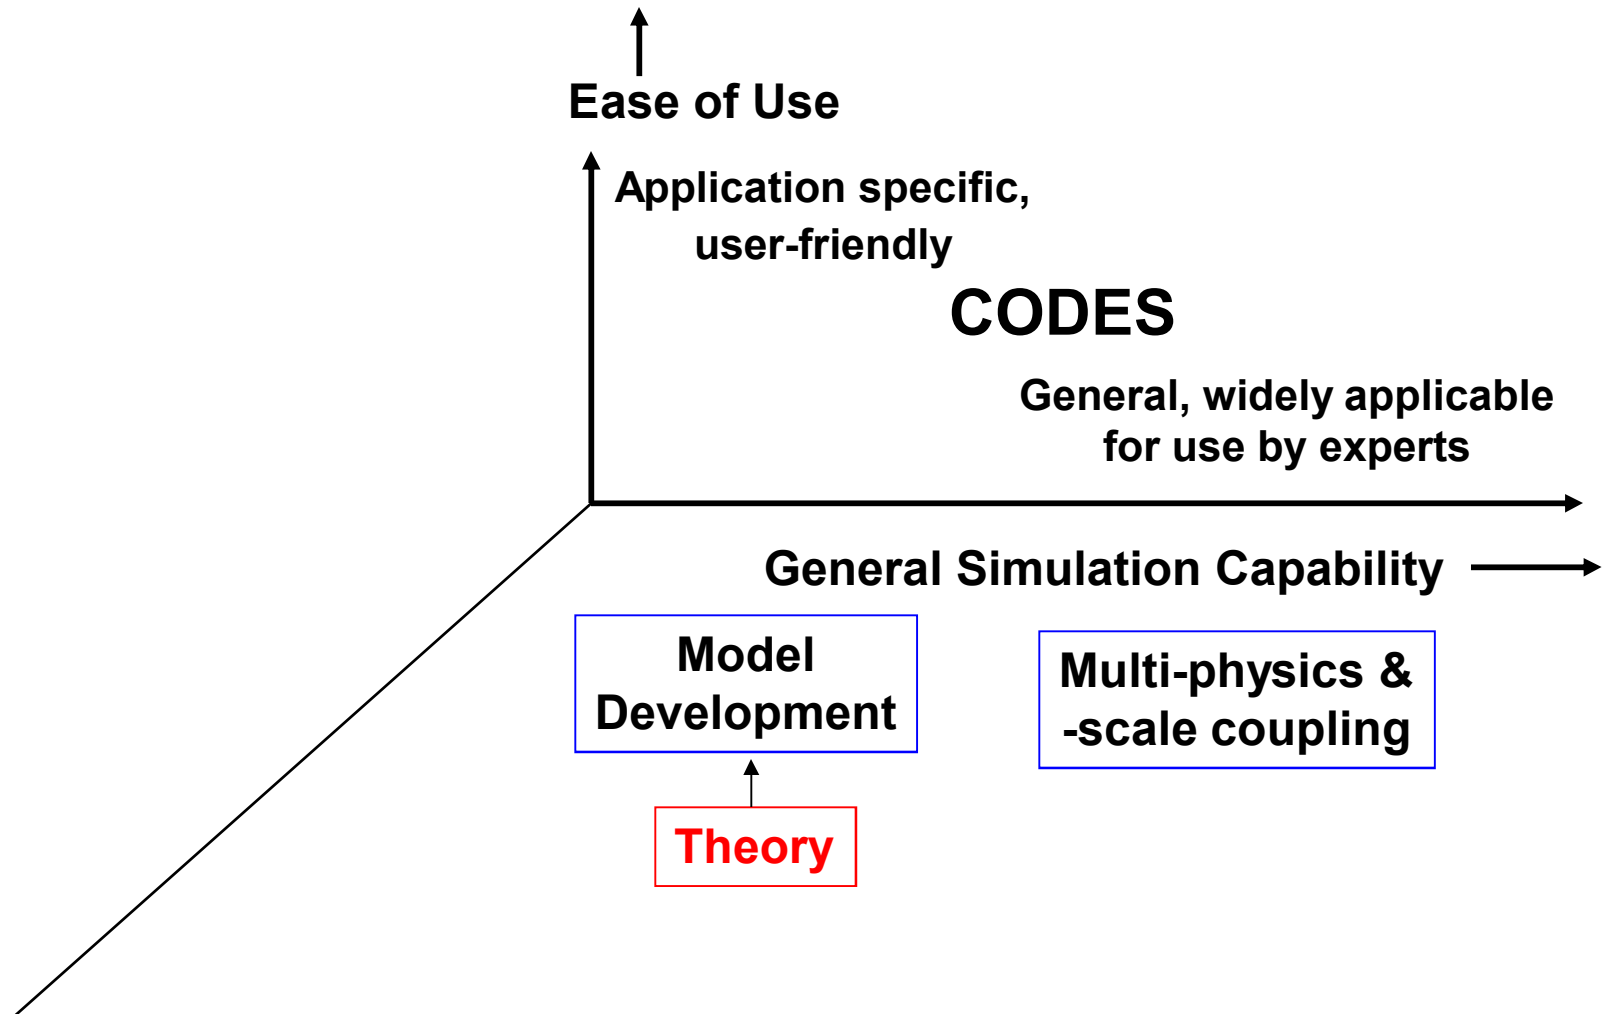 Ease of Use
Application specific,
user-friendly
CODES
General, widely applicable
for use by experts
General Simulation Capability
Model
Development
Multi-physics &
-scale coupling
Theory